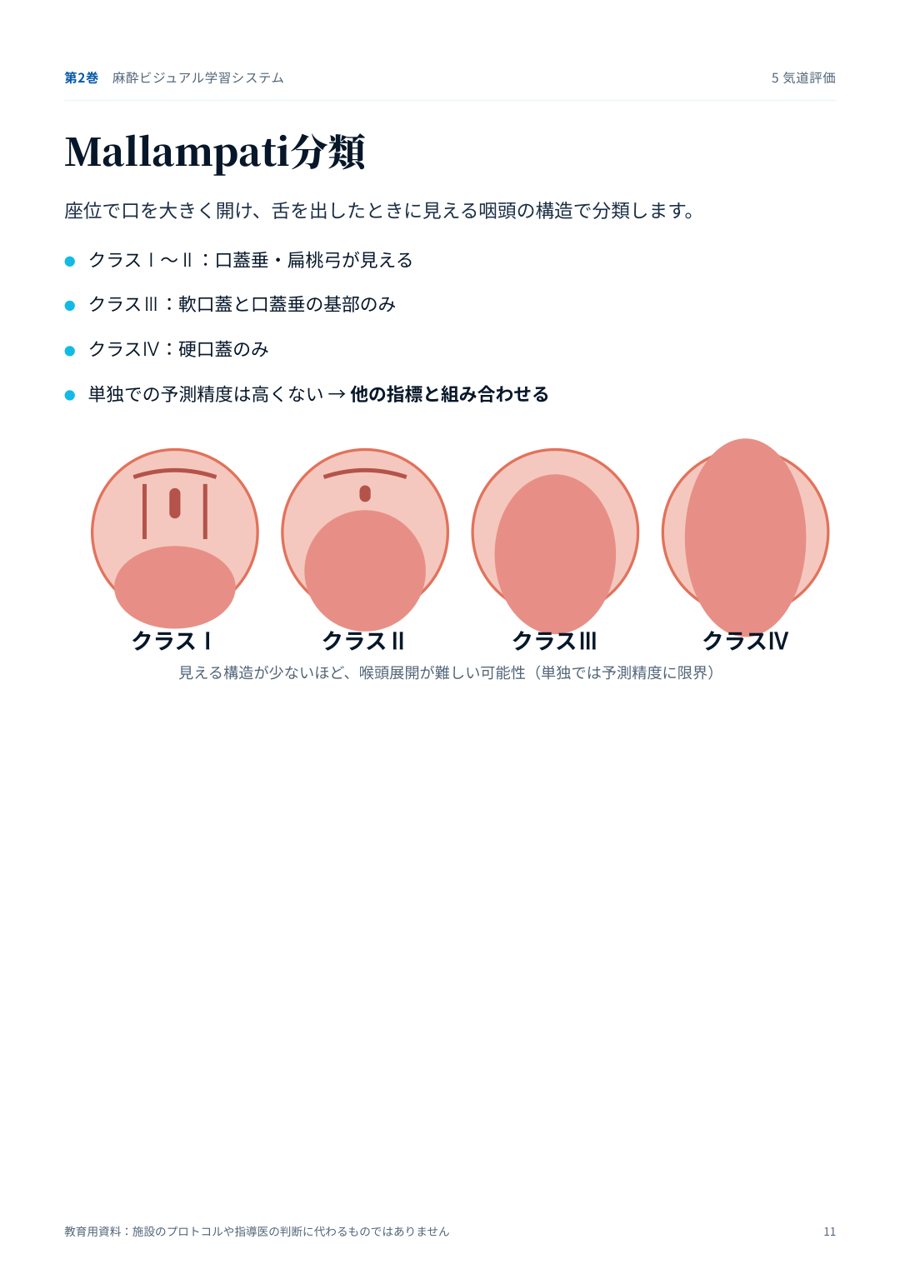 第2巻 麻酔ビジュアル学習システム
5 気道評価
Mallampati分類
座位で口を大きく開け、舌を出したときに見える咽頭の構造で分類します。
クラスⅠ〜Ⅱ：口蓋垂・扁桃弓が見える
クラスⅢ：軟口蓋と口蓋垂の基部のみ
クラスⅣ：硬口蓋のみ
単独での予測精度は高くない → 他の指標と組み合わせる
クラスⅠ
クラスⅡ
クラスⅢ
クラスⅣ
見える構造が少ないほど、喉頭展開が難しい可能性（単独では予測精度に限界）
教育用資料：施設のプロトコルや指導医の判断に代わるものではありません
11